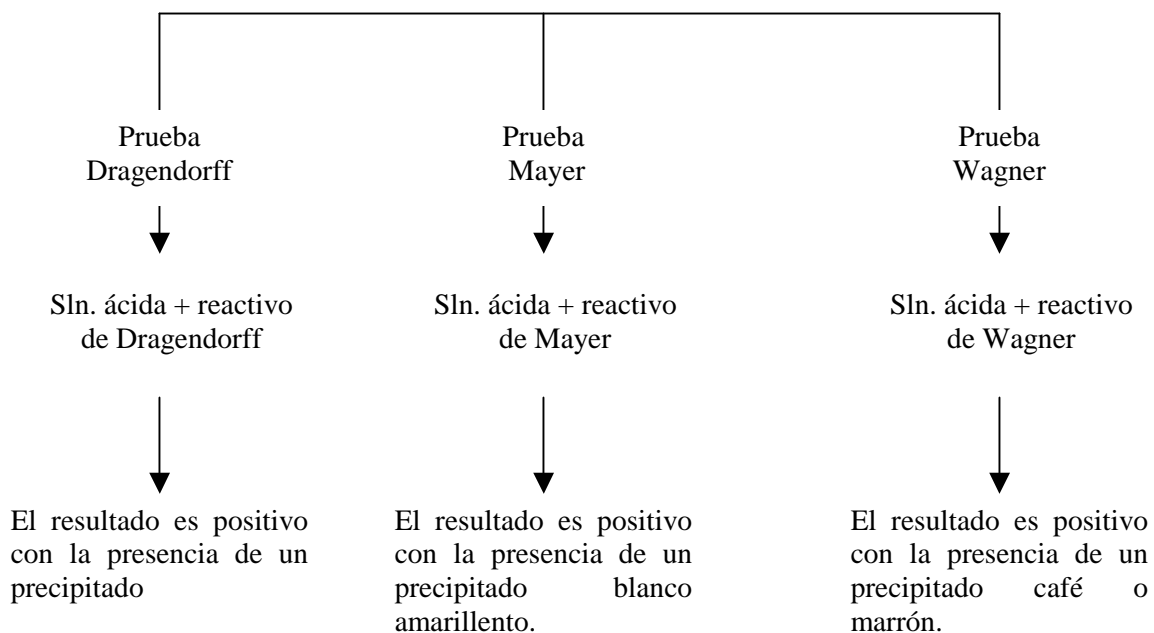 Prueba
Dragendorff
Prueba
Mayer
Prueba
Wagner
Sln. ácida + reactivo
de Dragendorff
Sln. ácida + reactivo
de Mayer
Sln. ácida + reactivo
de Wagner
El resultado es positivo
con la presencia de un
precipitado
El resultado es positivo
con la presencia de un
precipitado blanco
amarillento.
El resultado es positivo
con la presencia de un
precipitado café o
marrón.